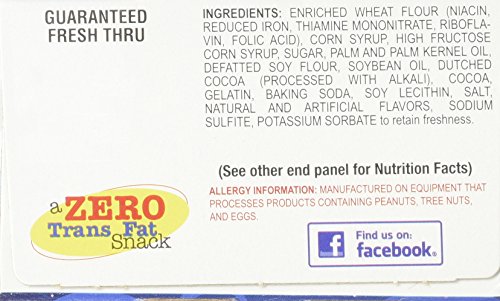 GUARANTEED
FRESH THRU
INGREDIENTS: ENRICHED WHEAT FLOUR (NIACIN,
REDUCED IRON, THIAMINE MONONITRATE, RIBOFLA-
VIN, FOLIC ACID), CORN SYRUP, HIGH FRUCTOSE
CORN SYRUP, SUGAR, PALM AND PALM KERNEL OIL,
DEFATTED SOY FLOUR, SOYBEAN OIL, DUTCHED
COCOA (PROCESSED WITH ALKALI), COCOA,
GELATIN, BAKING SODA, SOY LECITHIN, SALT,
NATURAL AND ARTIFICIAL FLAVORS, SODIUM
SULFITE, POTASSIUM SORBATE to retain freshness.
(See other end panel for Nutrition Facts)
ALLERGY INFORMATION: MANUFACTURED ON EQUIPMENT THAT
PROCESSES PRODUCTS CONTAINING PEANUTS, TREE NUTS,
AND EGGS.
a ZERO
Trans Fat
Snack
f Find us on:
facebook®